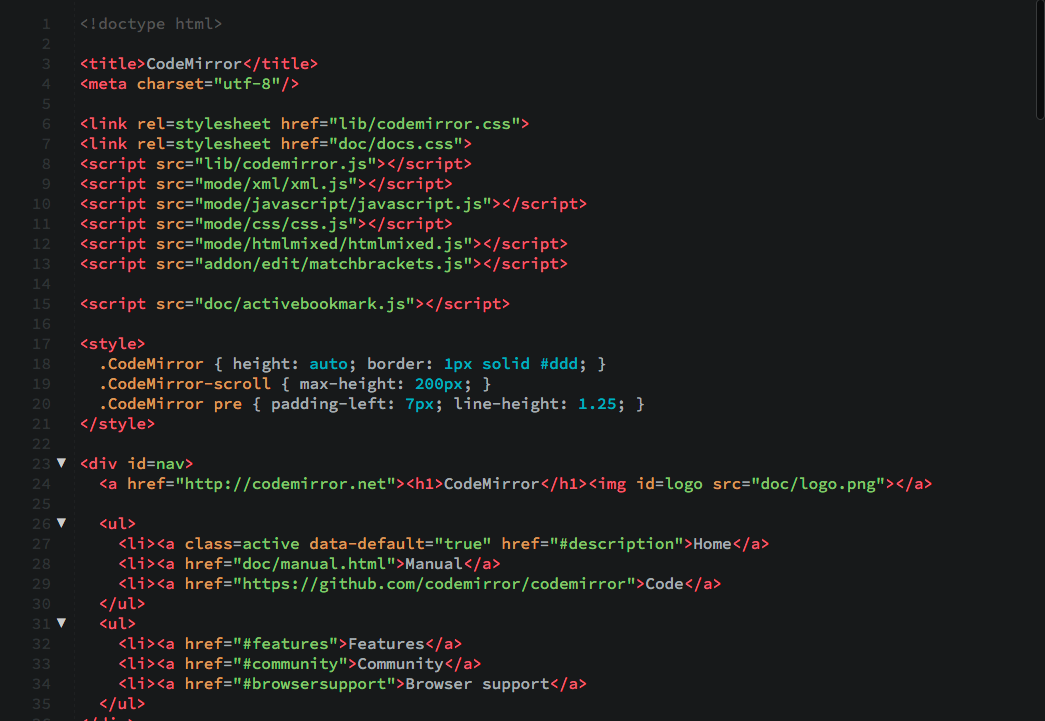 1 <!doctype html>
2
3 <title>CodeMirror</title>
4 <meta charset="utf-8"/>
5
6 <link rel=stylesheet href="lib/codemirror.css">
7 <link rel=stylesheet href="doc/docs.css">
8 <script src="lib/codemirror.js"></script>
9 <script src="mode/xml/xml.js"></script>
10 <script src="mode/javascript/javascript.js"></script>
11 <script src="mode/css/css.js"></script>
12 <script src="mode/htmlmixed/htmlmixed.js"></script>
13 <script src="addon/edit/matchbrackets.js"></script>
14
15 <script src="doc/activebookmark.js"></script>
16
17 <style>
18   .CodeMirror { height: auto; border: 1px solid #ddd; }
19   .CodeMirror-scroll { max-height: 200px; }
20   .CodeMirror pre { padding-left: 7px; line-height: 1.25; }
21 </style>
22
23 ▼ <div id=nav>
24   <a href="http://codemirror.net"><h1>CodeMirror</h1><img id=logo src="doc/logo.png"></a>
25
26 ▼   <ul>
27     <li><a class=active data-default="true" href="#description">Home</a>
28     <li><a href="doc/manual.html">Manual</a>
29     <li><a href="https://github.com/codemirror/codemirror">Code</a>
30   </ul>
31 ▼   <ul>
32     <li><a href="#features">Features</a>
33     <li><a href="#community">Community</a>
34     <li><a href="#browsersupport">Browser support</a>
35   </ul>